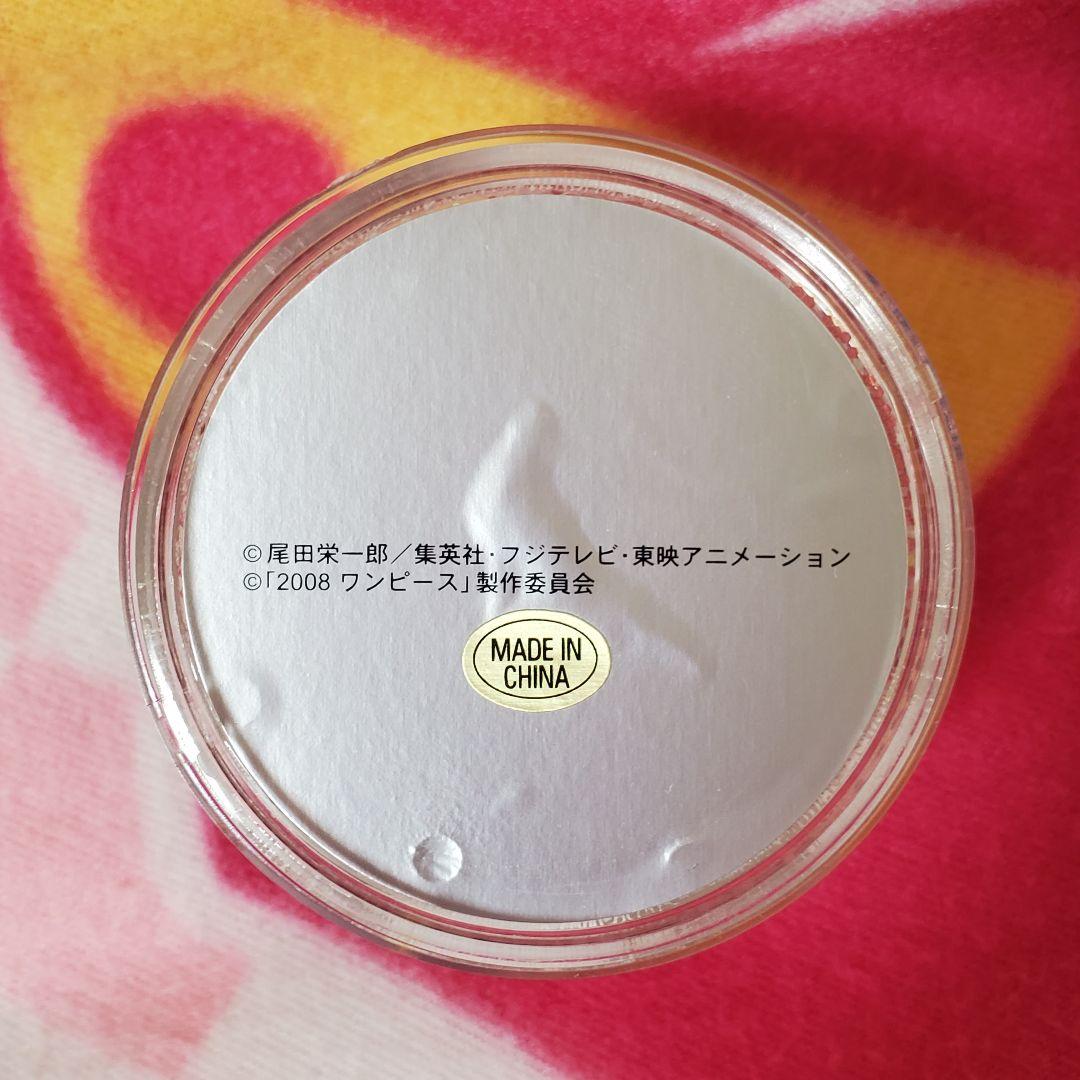 ©尾田栄一郎／集英社・フジテレビ・東映アニメーション
©「2008 ワンピース」製作委員会
MADE IN
CHINA